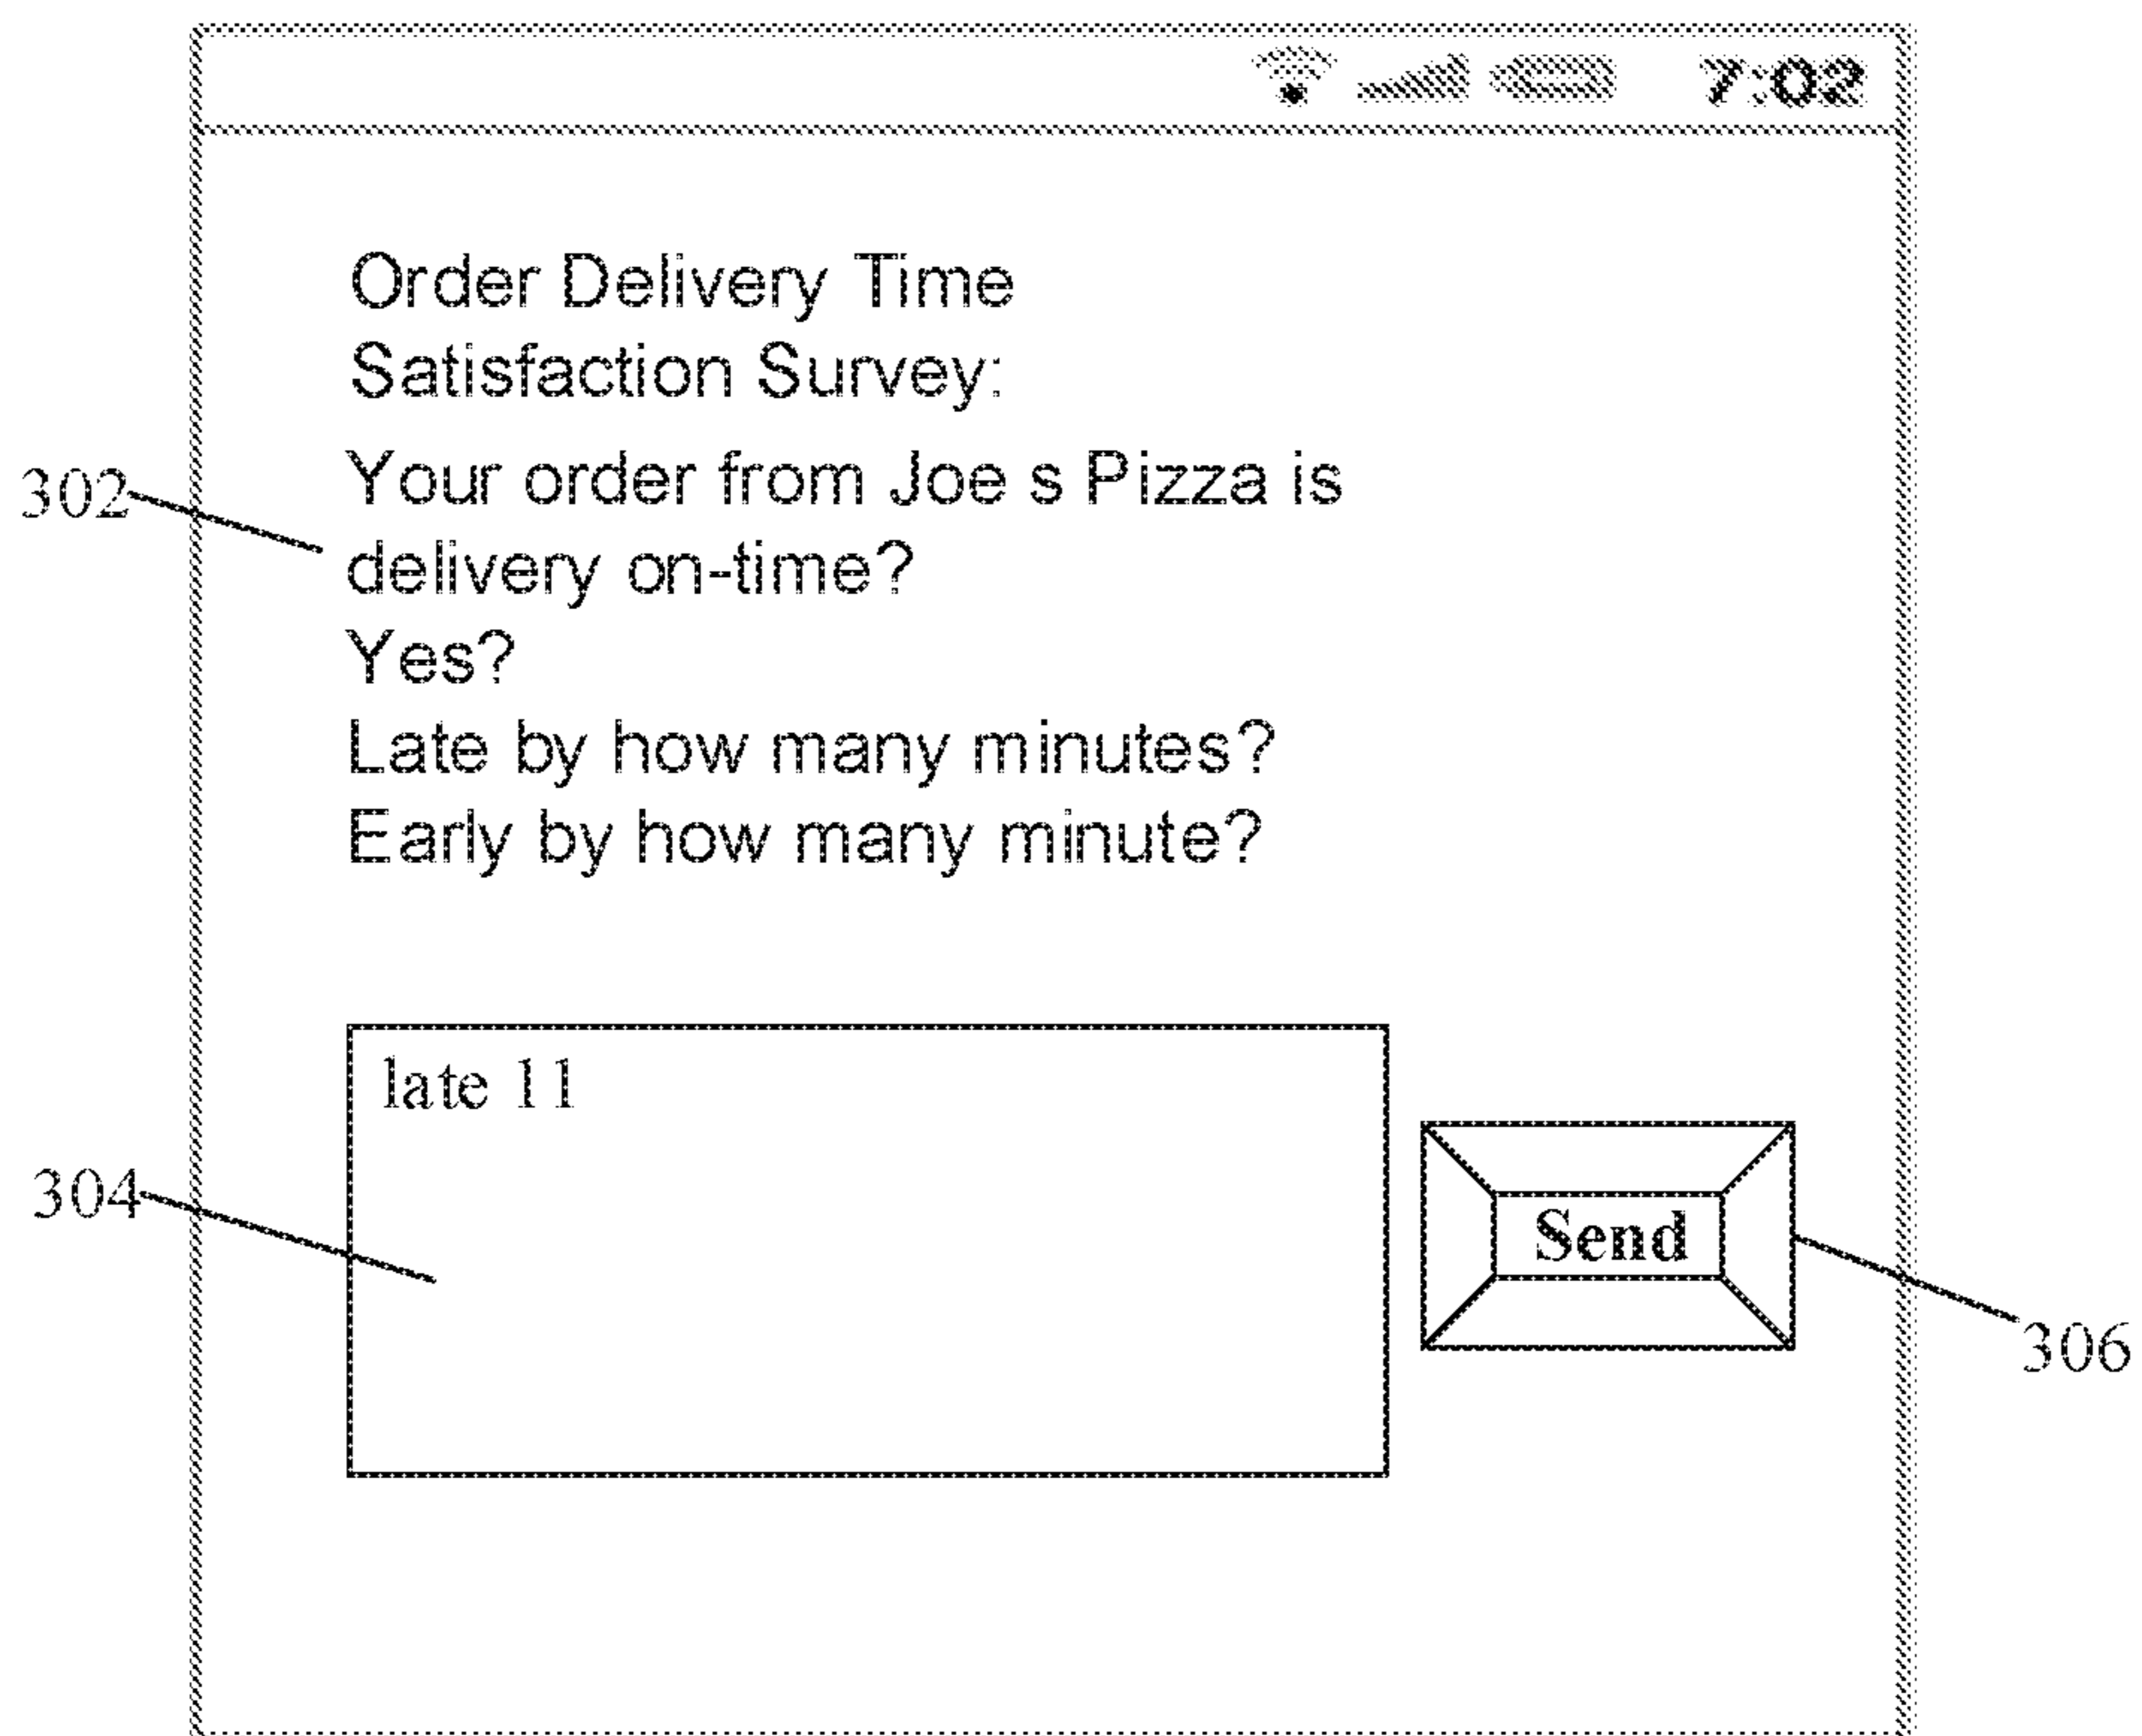 7:02
Order Delivery Time
Satisfaction Survey:
Your order from Joe s Pizza is
302
delivery on-time?
Yes?
Late by how many minutes?
Early by how many minute?
late 11
304
Send
306